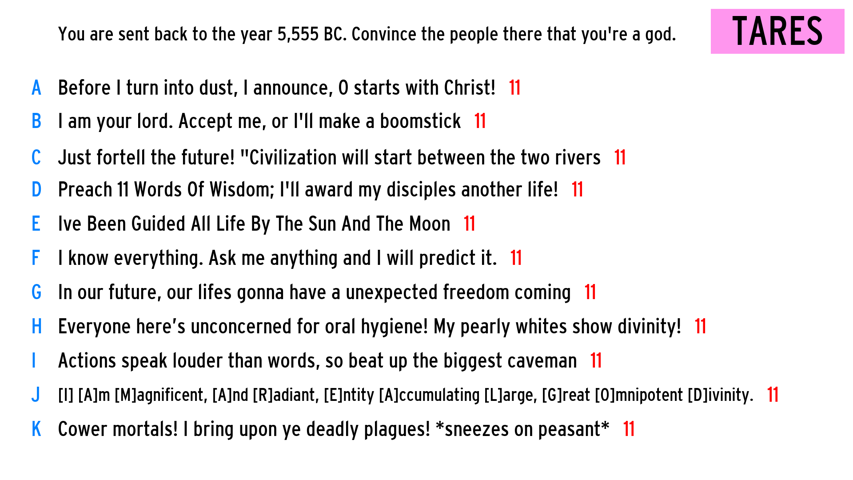 You are sent back to the year 5,555 BC. Convince the people there that you're a god.
TARES
A Before I turn into dust, I announce, O starts with Christ! 11
B I am your lord. Accept me, or I'll make a boomstick 11
C Just fortell the future! "Civilization will start between the two rivers 11
D Preach 11 Words Of Wisdom; I'll award my disciples another life! 11
E Ive Been Guided All Life By The Sun And The Moon 11
F I know everything. Ask me anything and I will predict it. 11
G In our future, our lifes gonna have a unexpected freedom coming 11
H Everyone here's unconcerned for oral hygiene! My pearly whites show divinity! 11
I Actions speak louder than words, so beat up the biggest caveman 11
J [I] [A]m [M]agnificent, [A]nd [R]adiant, [E]ntity [A]ccumulating [L]arge, [G]reat [O]mnipotent [D]ivinity. 11
K Cower mortals! I bring upon ye deadly plagues! *sneezes on peasant* 11